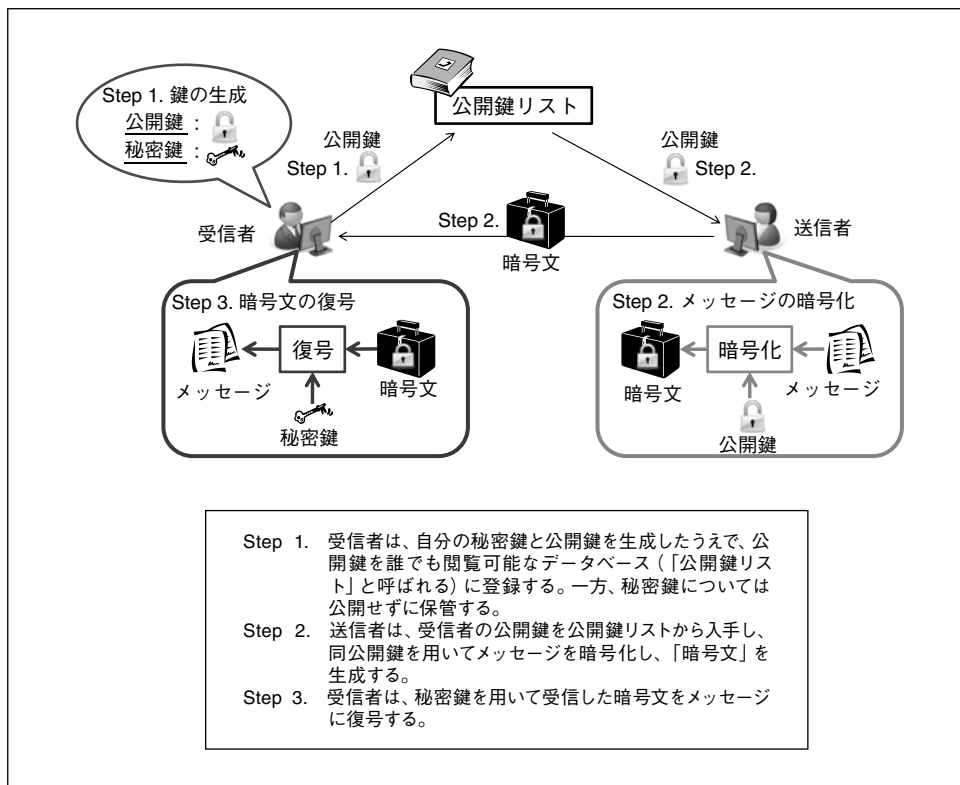 公開鍵リスト
Step 1. 鍵の生成
公開鍵 :
秘密鍵 :
公開鍵
Step 1.
公開鍵
Step 2.
受信者
Step 2.
暗号文
送信者
Step 3. 暗号文の復号
復号
メッセージ
暗号文
秘密鍵
Step 2. メッセージの暗号化
暗号化
暗号文
メッセージ
公開鍵
Step 1. 受信者は、自分の秘密鍵と公開鍵を生成したうえで、公
開鍵を誰でも閲覧可能なデータベース(「公開鍵リス
ト」と呼ばれる)に登録する。一方、秘密鍵については
公開せずに保管する。
Step 2. 送信者は、受信者の公開鍵を公開鍵リストから入手し、
同公開鍵を用いてメッセージを暗号化し、「暗号文」を
生成する。
Step 3. 受信者は、秘密鍵を用いて受信した暗号文をメッセージ
に復号する。